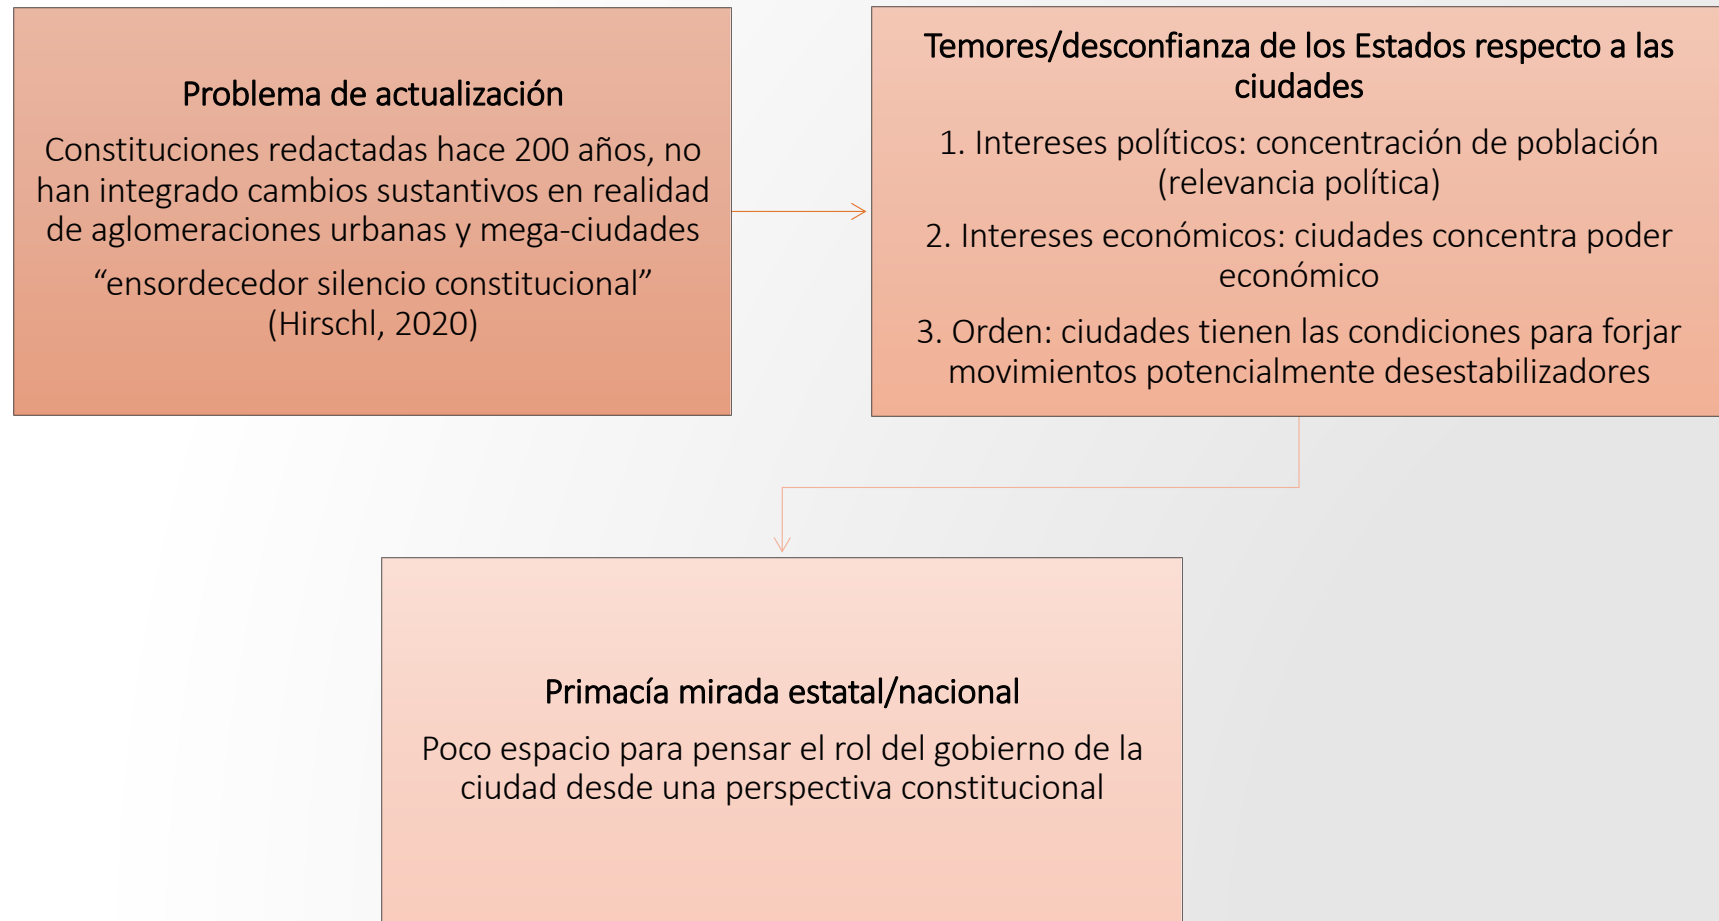 Problema de actualización
Constituciones redactadas hace 200 años, no
han integrado cambios sustantivos en realidad
de aglomeraciones urbanas y mega-ciudades
“ensordecedor silencio constitucional”
(Hirschl, 2020)
Temores/desconfianza de los Estados respecto a las
ciudades
1. Intereses políticos: concentración de población
(relevancia política)
2. Intereses económicos: ciudades concentra poder
económico
3. Orden: ciudades tienen las condiciones para forjar
movimientos potencialmente desestabilizadores
Primacía mirada estatal/nacional
Poco espacio para pensar el rol del gobierno de la
ciudad desde una perspectiva constitucional